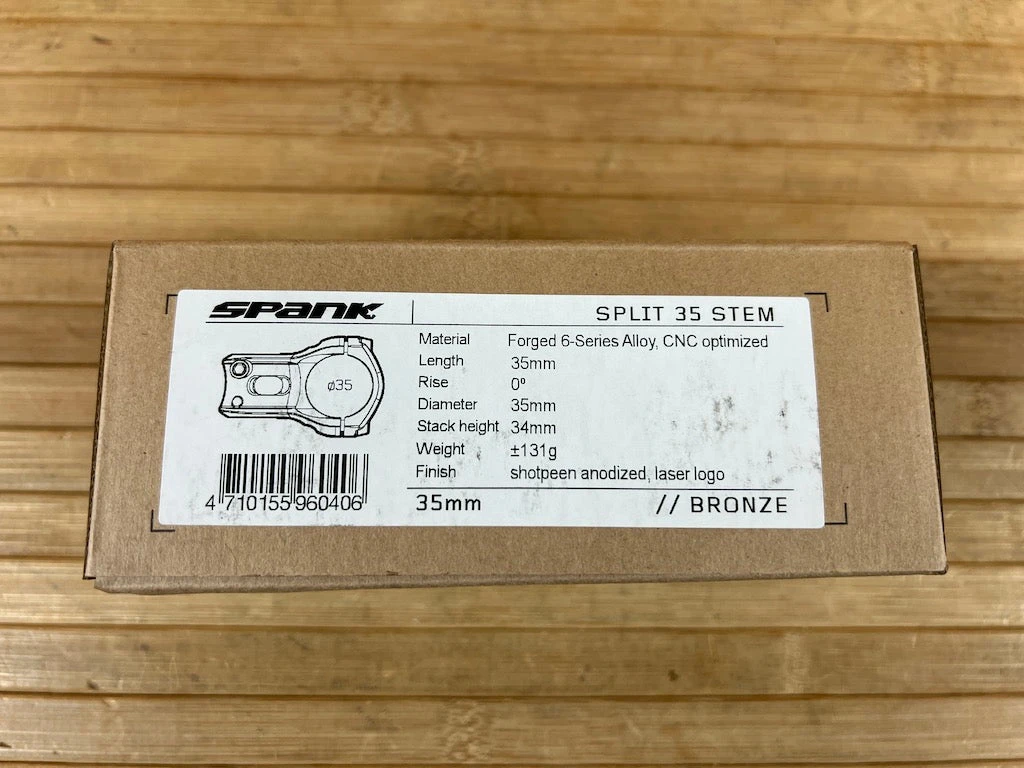 SPANK
SPLIT 35 STEM
ø35
Material Forged 6-Series Alloy, CNC optimized
Length 35mm
Rise 0º
Diameter 35mm
Stack height 34mm
Weight ±131g
Finish shotpeen anodized, laser logo
4 710155 960406
35mm // BRONZE